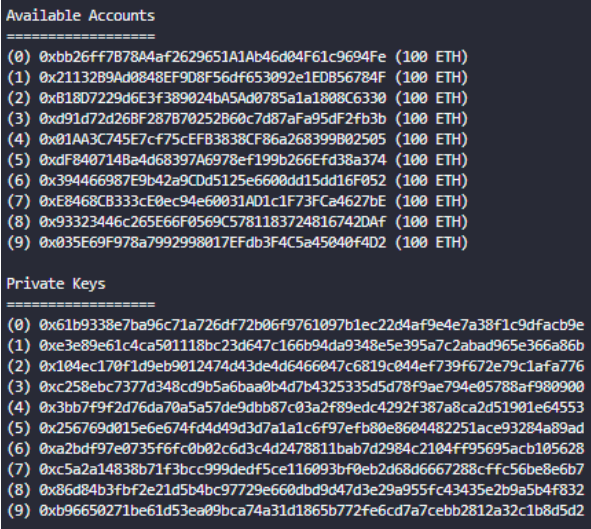 Available Accounts
==================
(0) 0xbb26ff7B78A4af2629651A1Ab46d04F61c9694Fe (100 ETH)
(1) 0x21132B9Ad0848EF9D8F56df653092e1EDB56784F (100 ETH)
(2) 0xB18D7229d6E3f389024bA5Ad0785a1a1808C6330 (100 ETH)
(3) 0xd91d72d26BF287B70252B60c7d87aFa95dF2fb3b (100 ETH)
(4) 0x01AA3C745E7cf75cEFB3838CF86a268399B02505 (100 ETH)
(5) 0xdF840714Ba4d68397A6978ef199b266Efd38a374 (100 ETH)
(6) 0x394466987E9b42a9CDd5125e6600dd15dd16F052 (100 ETH)
(7) 0xE8468CB333cE0ec94e60031AD1c1F73FCa4627bE (100 ETH)
(8) 0x93323446c265E66F0569C5781183724816742DAf (100 ETH)
(9) 0x035E69F978a7992998017EFdb3F4C5a45040f4D2 (100 ETH)
Private Keys
==================
(0) 0x61b9338e7ba96c71a726df72b06f9761097b1ec22d4af9e4e7a38f1c9dfacb9e
(1) 0xe3e89e61c4ca501118bc23d647c166b94da9348e5e395a7c2abad965e366a86b
(2) 0x104ec170f1d9eb9012474d43de4d6466047c6819c044ef739f672e79c1afa776
(3) 0xc258ebc7377d348cd9b5a6baa0b4d7b4325335d5d78f9ae794e05788af980900
(4) 0x3bb7f9f2d76da70a5a57de9dbb87c03a2f89edc4292f387a8ca2d51901e64553
(5) 0x256769d015e6e674fd4d49d3d7a1a1c6f97efb80e8604482251ace93284a89ad
(6) 0xa2bdf97e0735f6fc0b02c6d3c4d2478811bab7d2984c2104ff95695acb105628
(7) 0xc5a2a14838b71f3bcc999dedf5ce116093bf0eb2d68d6667288cffc56be8e6b7
(8) 0x86d84b3fbf2e21d5b4bc97729e660dbd9d47d3e29a955fc43435e2b9a5b4f832
(9) 0xb96650271be61d53ea09bca74a31d1865b772fe6cd7a7cebb2812a32c1b8d5d2